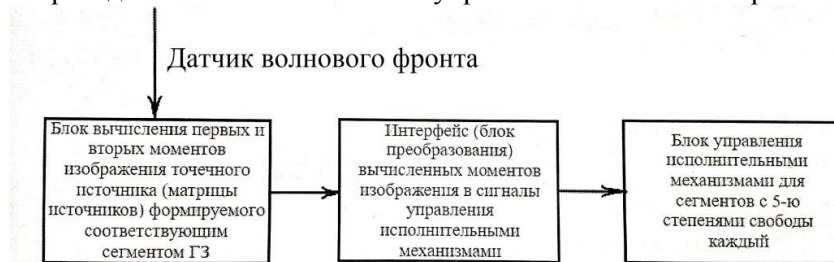 Датчик волнового фронта
Блок вычисления первых и
вторых моментов
изображения точечного
источника (матрицы
источников) формируемого
соответствующим
сегментом ГЗ
Интерфейс (блок
преобразования)
вычисленных моментов
изображения в сигналы
управления
исполнительными
механизмами
Блок управления
исполнительными
механизмами для
сегментов с 5-ю
степенями свободы
каждый